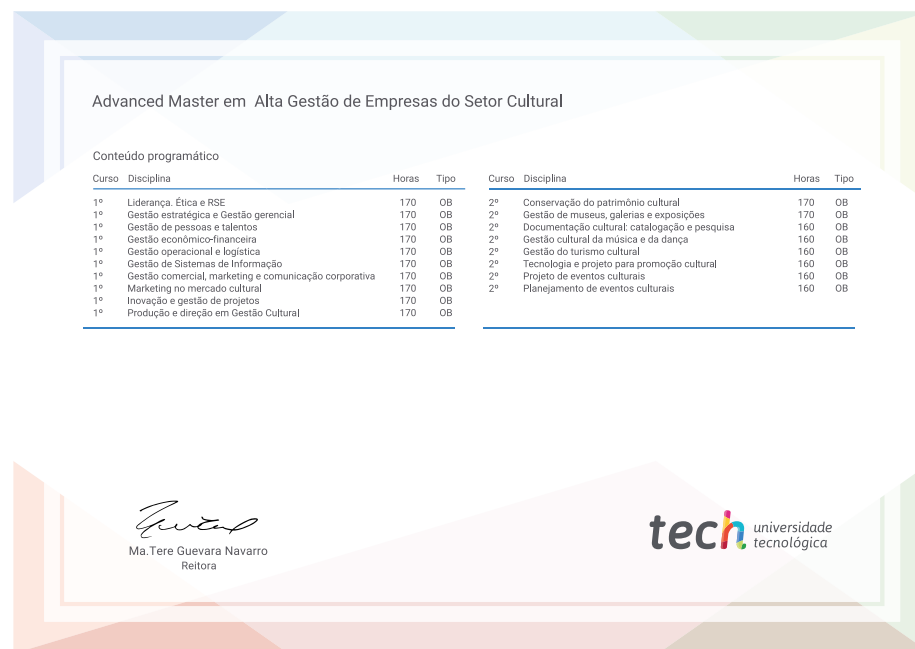 Advanced Master em Alta Gestão de Empresas do Setor Cultural
Conteúdo programático
Curso Disciplina Horas Tipo
1º Liderança. Ética e RSE 170 OB
1º Gestão estratégica e Gestão gerencial 170 OB
1º Gestão de pessoas e talentos 170 OB
1º Gestão econômico-financeira 170 OB
1º Gestão operacional e logística 170 OB
1º Gestão de Sistemas de Informação 170 OB
1º Gestão comercial, marketing e comunicação corporativa 170 OB
1º Marketing no mercado cultural 170 OB
1º Inovação e gestão de projetos 170 OB
1º Produção e direção em Gestão Cultural 170 OB
Curso Disciplina Horas Tipo
2º Conservação do patrimônio cultural 170 OB
2º Gestão de museus, galerias e exposições 170 OB
2º Documentação cultural: catalogação e pesquisa 160 OB
2º Gestão cultural da música e da dança 160 OB
2º Gestão do turismo cultural 160 OB
2º Tecnologia e projeto para promoção cultural 160 OB
2º Projeto de eventos culturais 160 OB
2º Planejamento de eventos culturais 160 OB
Ma.Tere Guevara Navarro
Reitora
tech universidade
tecnológica